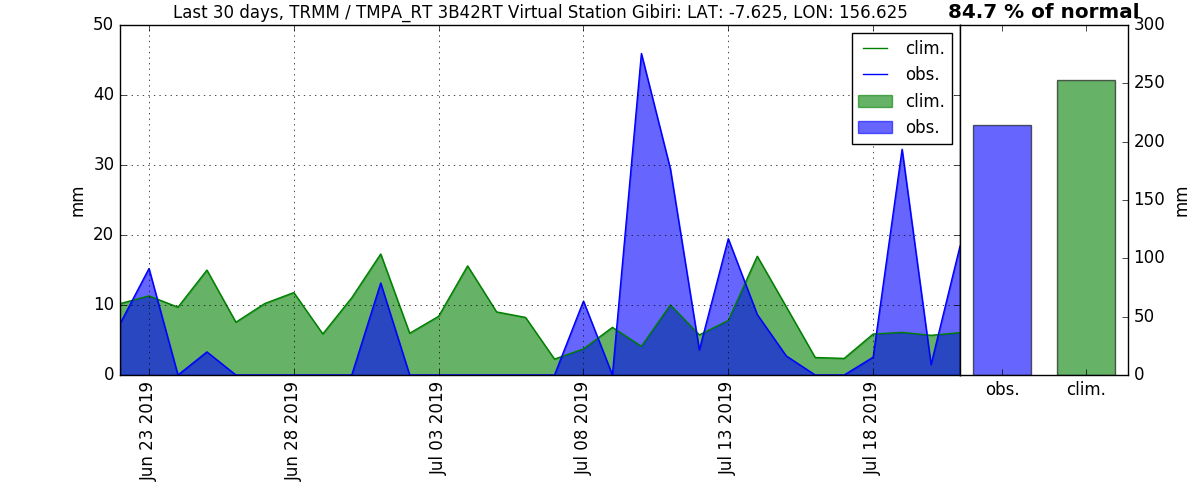 Last 30 days, TRMM / TMPA_RT 3B42RT Virtual Station Gibiri: LAT: -7.625, LON: 156.625
84.7 % of normal
50
40
30
20
10
0
mm
clim.
obs.
clim.
obs.
300
250
200
150
100
50
0
mm
obs.
clim.
Jun 23 2019
Jun 28 2019
Jul 03 2019
Jul 08 2019
Jul 13 2019
Jul 18 2019